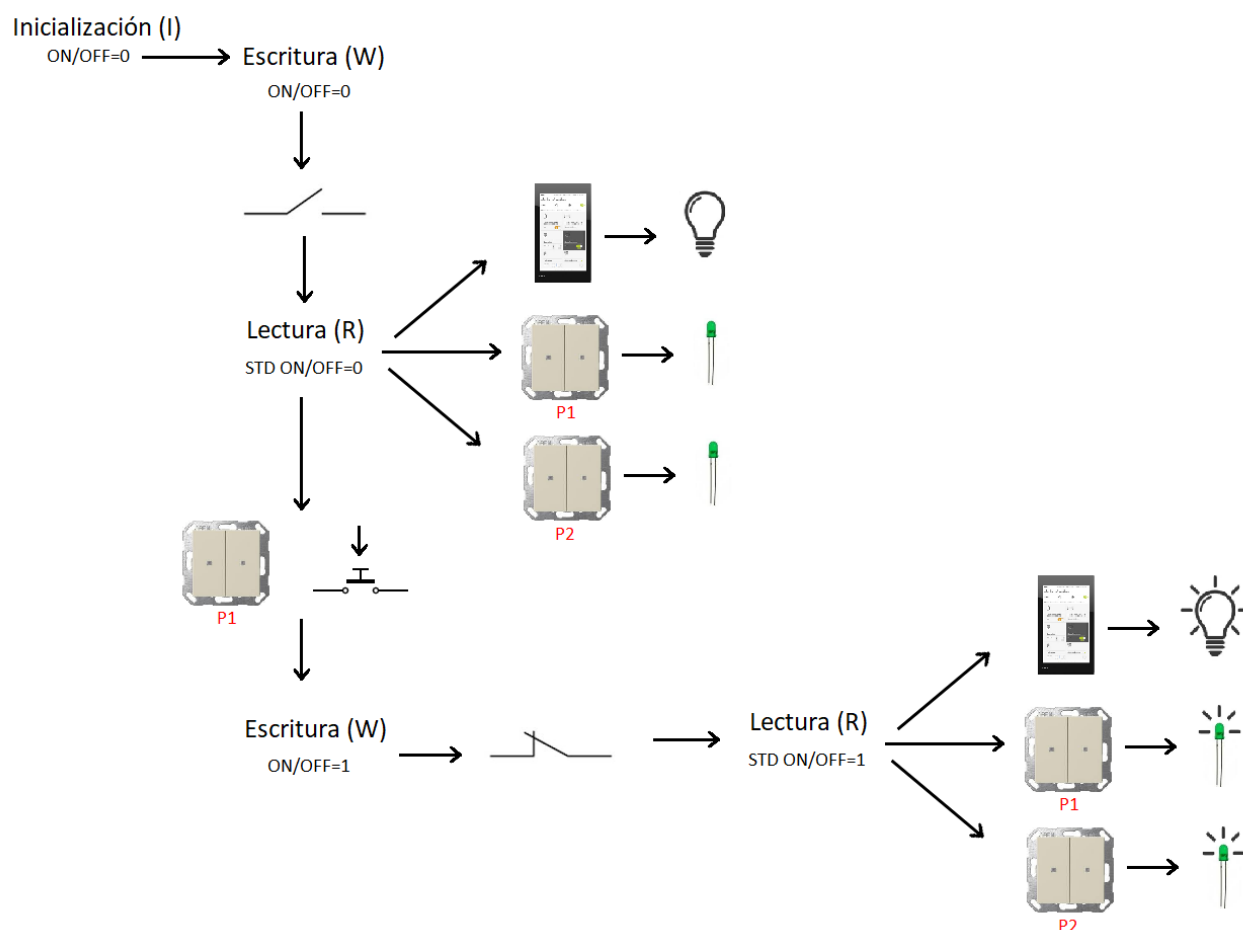 Inicialización (I)
ON/OFF=0
Escritura (W)
ON/OFF=0
Lectura (R)
STD ON/OFF=0
P1
P2
P1
Escritura (W)
ON/OFF=1
Lectura (R)
STD ON/OFF=1
P1
P2